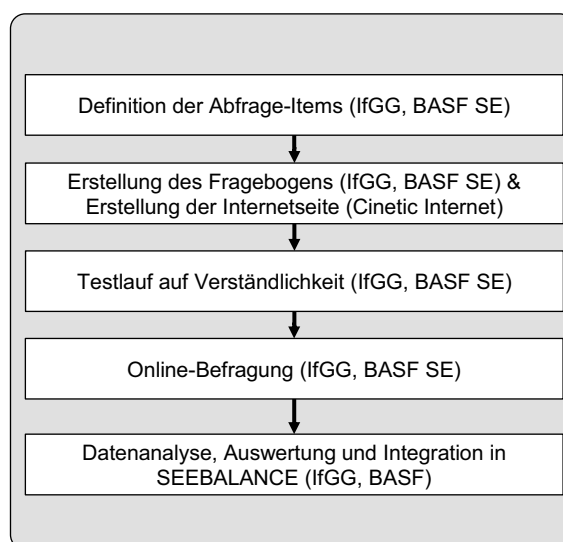 Definition der Abfrage-Items (IfGG, BASF SE)
Erstellung des Fragebogens (IfGG, BASF SE) &
Erstellung der Internetseite (Cinetic Internet)
Testlauf auf Verständlichkeit (IfGG, BASF SE)
Online-Befragung (IfGG, BASF SE)
Datenanalyse, Auswertung und Integration in
SEEBALANCE (IfGG, BASF)